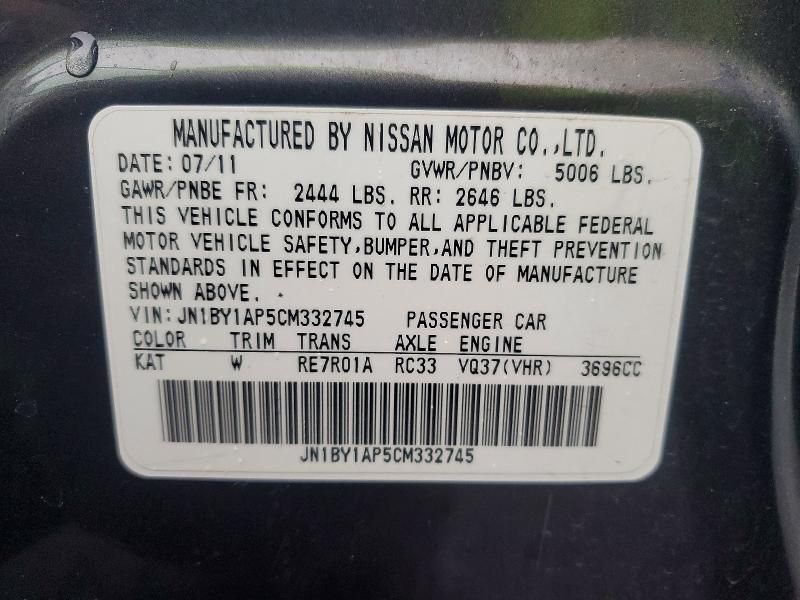 MANUFACTURED BY NISSAN MOTOR CO.,LTD.
DATE: 07/11 GVWR/PNBV: 5006 LBS.
GAWR/PNBE FR: 2444 LBS. RR: 2646 LBS.
THIS VEHICLE CONFORMS TO ALL APPLICABLE FEDERAL
MOTOR VEHICLE SAFETY,BUMPER,AND THEFT PREVENTION
STANDARDS IN EFFECT ON THE DATE OF MANUFACTURE
SHOWN ABOVE.
VIN:JN1BY1AP5CM332745 PASSENGER CAR
COLOR TRIM TRANS AXLE ENGINE
KAT W RE7R01A RC33 VQ37(VHR) 3696CC
JN1BY1AP5CM332745